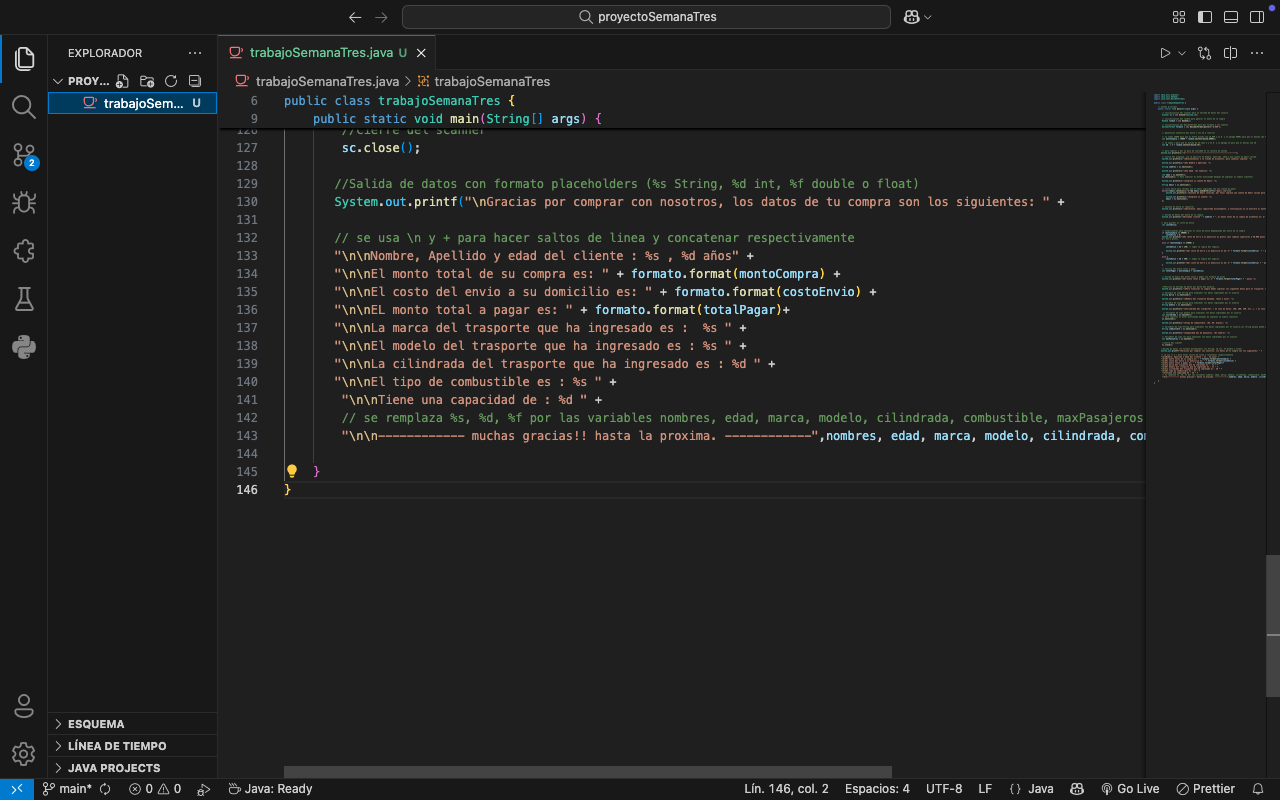 proyectoSemanaTres
EXPLORADOR
PROY...
trabajoSem... U
trabajoSemanaTres.java U
trabajoSemanaTres.java > trabajoSemanaTres
6 public class trabajoSemanaTres {
9 public static void main(String[] args) {
126 //Cierre del scanner
127 sc.close();
128
129 //Salida de datos con formato placeholders (%s String, %d int, %f double o float)
130 System.out.printf("\nGracias por comprar con nosotros, los datos de tu compra son los siguientes: " +
131
132 // se usa \n y + para hacer saltos de linea y concatenar respectivamente
133 "\n\nNombre, Apellido y edad del cliente : %s , %d años" +
134 "\n\nEl monto total de su compra es: " + formato.format(montoCompra) +
135 "\n\nEl costo del envio a su domicilio es: " + formato.format(costoEnvio) +
136 "\n\nEL monto total a pagar es: " + formato.format(totalPagar)+
137 "\n\nLa marca del trasporte que ha ingresado es :  %s " +
138 "\n\nEl modelo del trasporte que ha ingresado es : %s " +
139 "\n\nLa cilindrada del trasporte que ha ingresado es : %d " +
140 "\n\nEl tipo de combustible es : %s " +
141 "\n\nTiene una capacidad de : %d " +
142 // se remplaza %s, %d, %f por las variables nombres, edad, marca, modelo, cilindrada, combustible, maxPasajeros
143 "\n\n------------ muchas gracias!! hasta la proxima. ------------",nombres, edad, marca, modelo, cilindrada, co
144
145 }
146 }
ESQUEMA
LÍNEA DE TIEMPO
JAVA PROJECTS
2
main* 0 0 Java: Ready Lín. 146, col. 2 Espacios: 4 UTF-8 LF {} Java Go Live Prettier